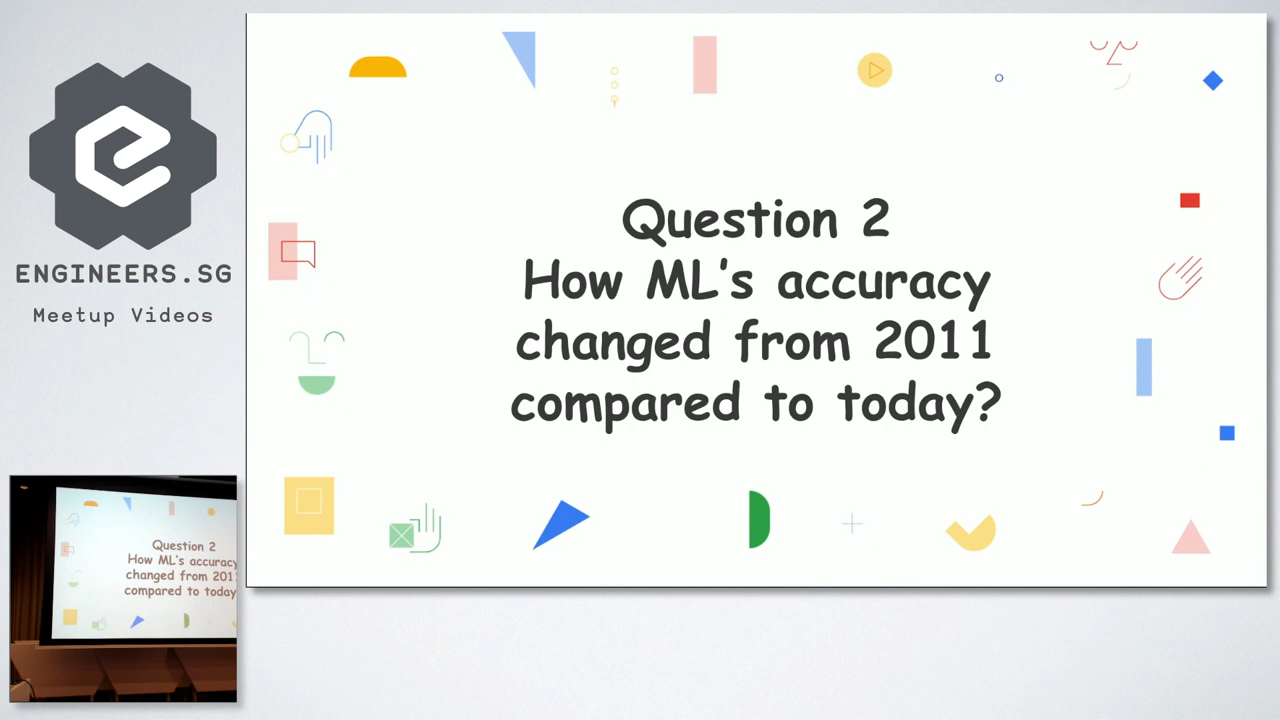 ENGINEERS.SG
Meetup Videos
Question 2
How ML's accuracy
changed from 2011
compared to today?
Question 2
How ML's accuracy
changed from 201
compared to today